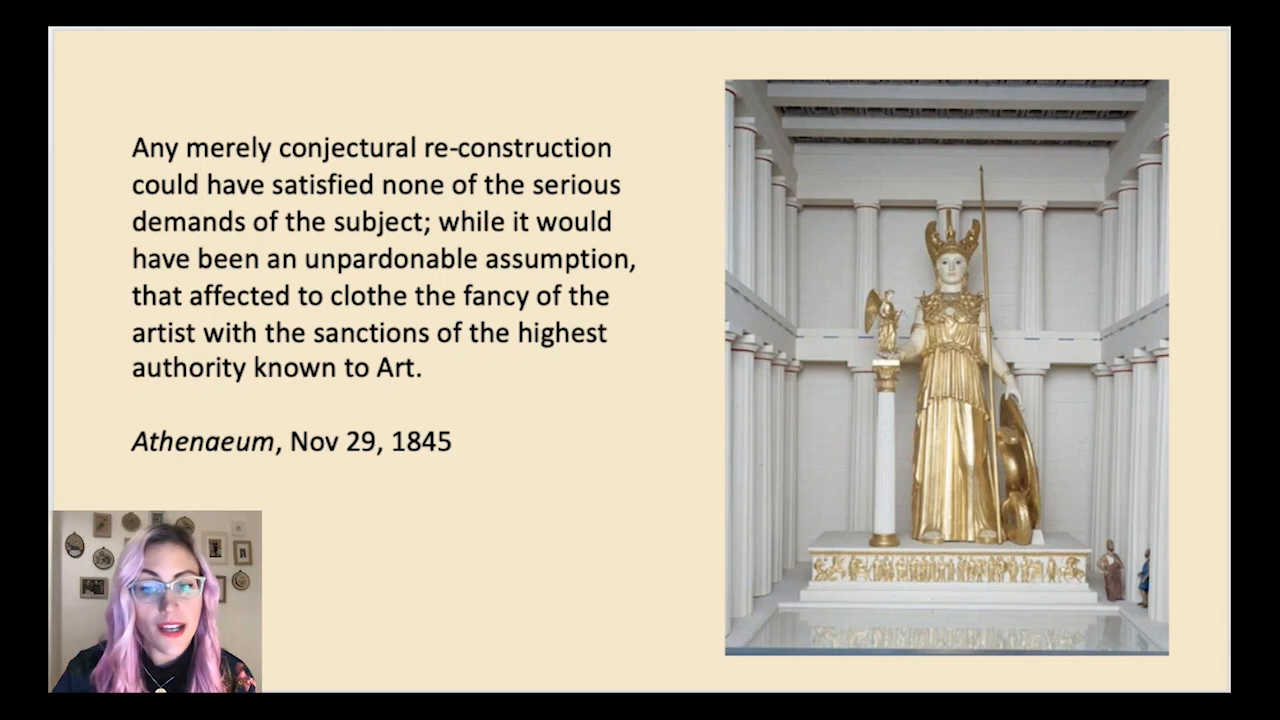 Any merely conjectural re-construction
could have satisfied none of the serious
demands of the subject; while it would
have been an unpardonable assumption,
that affected to clothe the fancy of the
artist with the sanctions of the highest
authority known to Art.
Athenaeum, Nov 29, 1845